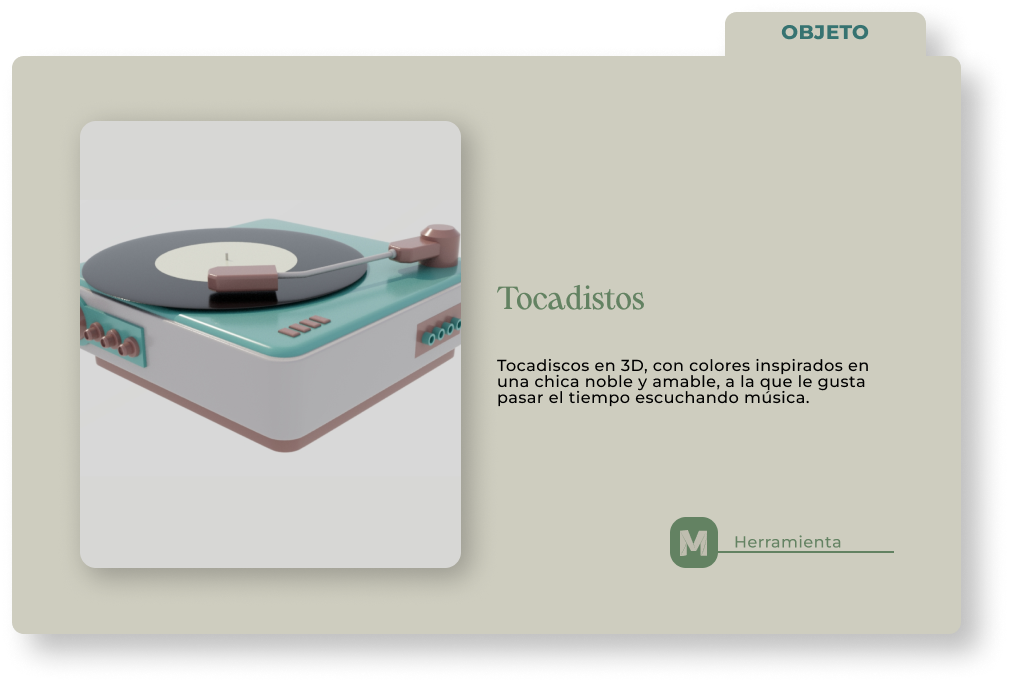 OBJETO
Tocadistos
Tocadiscos en 3D, con colores inspirados en
una chica noble y amable, a la que le gusta
pasar el tiempo escuchando música.
M
Herramienta